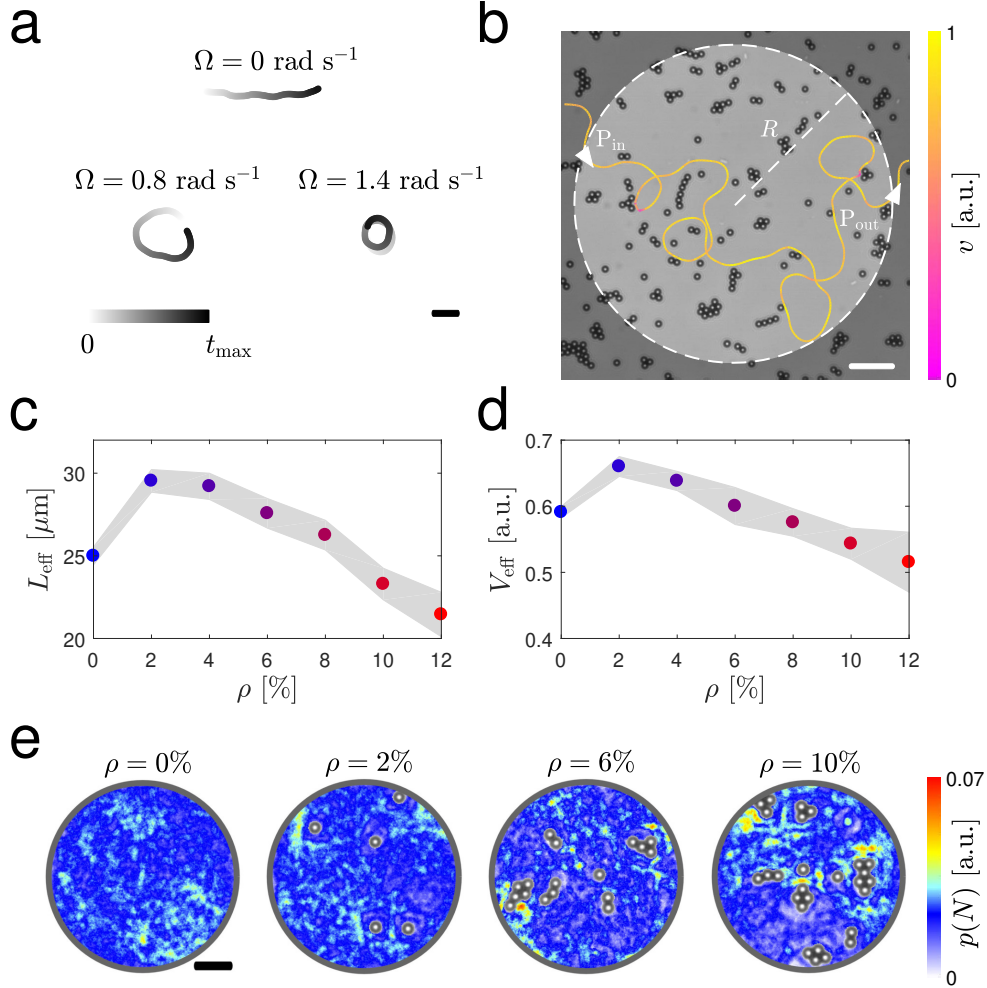 a
Ω = 0 rad s⁻¹
Ω = 0.8 rad s⁻¹
Ω = 1.4 rad s⁻¹
0
t_max
b
P_in
R
P_out
1
v [a.u.]
0
c
30
25
20
L_eff [μm]
0 2 4 6 8 10 12
ρ [%]
d
0.7
0.6
0.5
0.4
V_eff [a.u.]
0 2 4 6 8 10 12
ρ [%]
e
ρ = 0%
ρ = 2%
ρ = 6%
ρ = 10%
0.07
p(N) [a.u.]
0